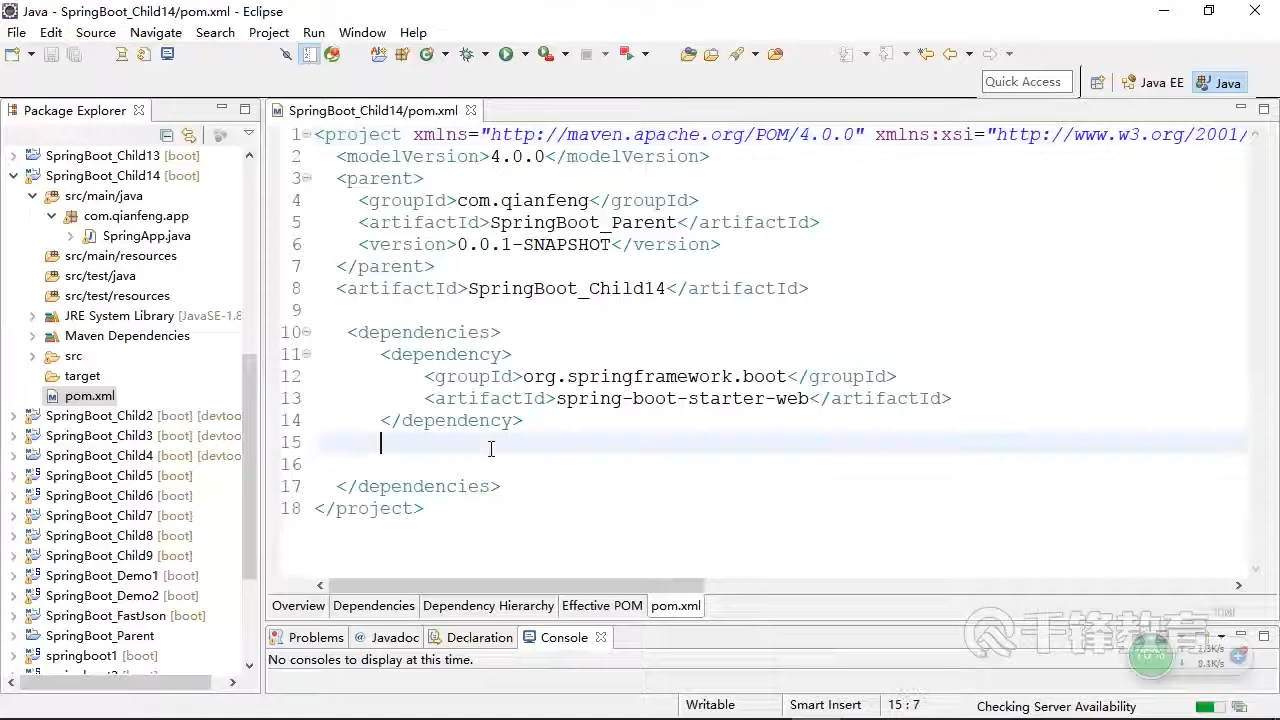 Java - SpringBoot_Child14/pom.xml - Eclipse
File Edit Source Navigate Search Project Run Window Help
Quick Access
Java EE
Java
Package Explorer
SpringBoot_Child14/pom.xml
SpringBoot_Child13 [boot]
SpringBoot_Child14 [boot]
src/main/java
com.qianfeng.app
SpringApp.java
src/main/resources
src/test/java
src/test/resources
JRE System Library [JavaSE-1.8
Maven Dependencies
src
target
pom.xml
SpringBoot_Child2 [boot] [devtoo
SpringBoot_Child3 [boot] [devtoo
SpringBoot_Child4 [boot] [devtoo
SpringBoot_Child5 [boot]
SpringBoot_Child6 [boot]
SpringBoot_Child7 [boot]
SpringBoot_Child8 [boot]
SpringBoot_Child9 [boot]
SpringBoot_Demo1 [boot]
SpringBoot_Demo2 [boot]
SpringBoot_FastJson [boot]
SpringBoot_Parent
springboot1 [boot]
1 <project xmlns="http://maven.apache.org/POM/4.0.0" xmlns:xsi="http://www.w3.org/2001/
2 <modelVersion>4.0.0</modelVersion>
3 <parent>
4 <groupId>com.qianfeng</groupId>
5 <artifactId>SpringBoot_Parent</artifactId>
6 <version>0.0.1-SNAPSHOT</version>
7 </parent>
8 <artifactId>SpringBoot_Child14</artifactId>
9
10 <dependencies>
11 <dependency>
12 <groupId>org.springframework.boot</groupId>
13 <artifactId>spring-boot-starter-web</artifactId>
14 </dependency>
15
16
17 </dependencies>
18 </project>
Overview Dependencies Dependency Hierarchy Effective POM pom.xml
Problems Javadoc Declaration Console
No consoles to display at this time.
千锋教育
Writable Smart Insert 15 : 7 Checking Server Availability